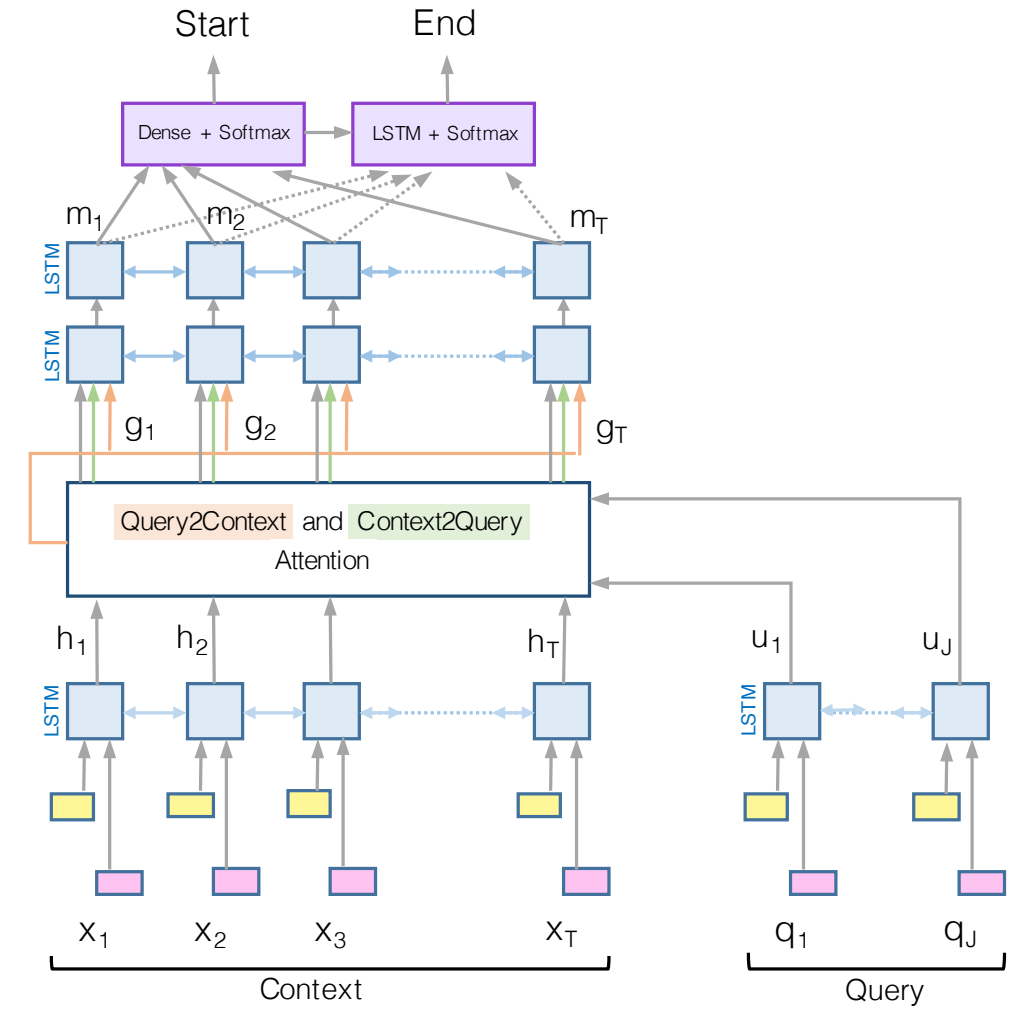 Start End
Dense + Softmax LSTM + Softmax
m1 m2 mT
LSTM
LSTM
g1 g2 gT
Query2Context and Context2Query
Attention
h1 h2 hT u1 uJ
LSTM LSTM
x1 x2 x3 xT q1 qJ
Context Query